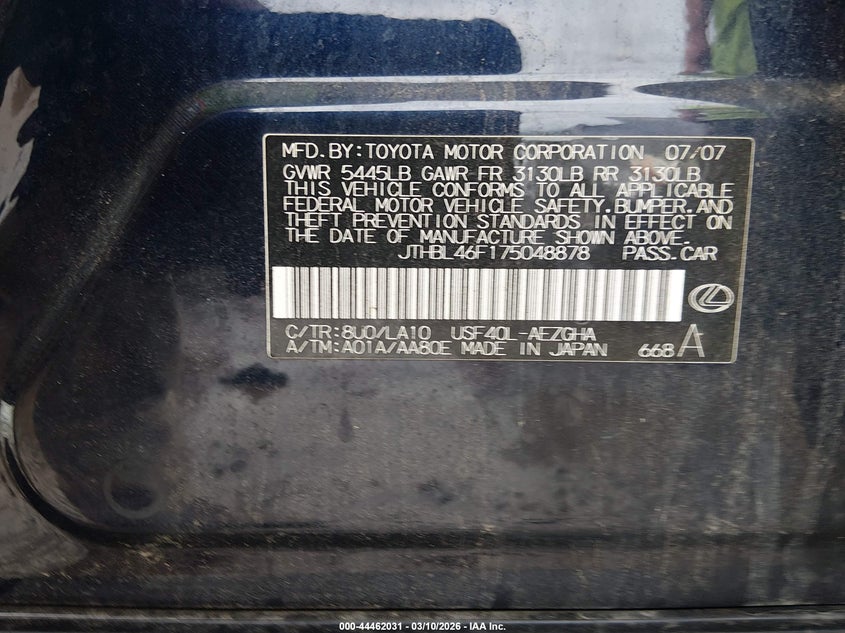 MFD.BY:TOYOTA MOTOR CORPORATION 07/07
GVWR 5445LB GAWR FR 3130LB RR 3130LB
THIS VEHICLE CONFORMS TO ALL APPLICABLE
FEDERAL MOTOR VEHICLE SAFETY,BUMPER,AND
THEFT PREVENTION STANDARDS IN EFFECT ON
THE DATE OF MANUFACTURE SHOWN ABOVE.
JTHBL46F175048878 PASS.CAR
C/TR:8U0/LA10 USF40L-AEZGHA
A/TM:A01A/AA80E MADE IN JAPAN 668A
000-44462031 - 03/10/2026 - IAA Inc.